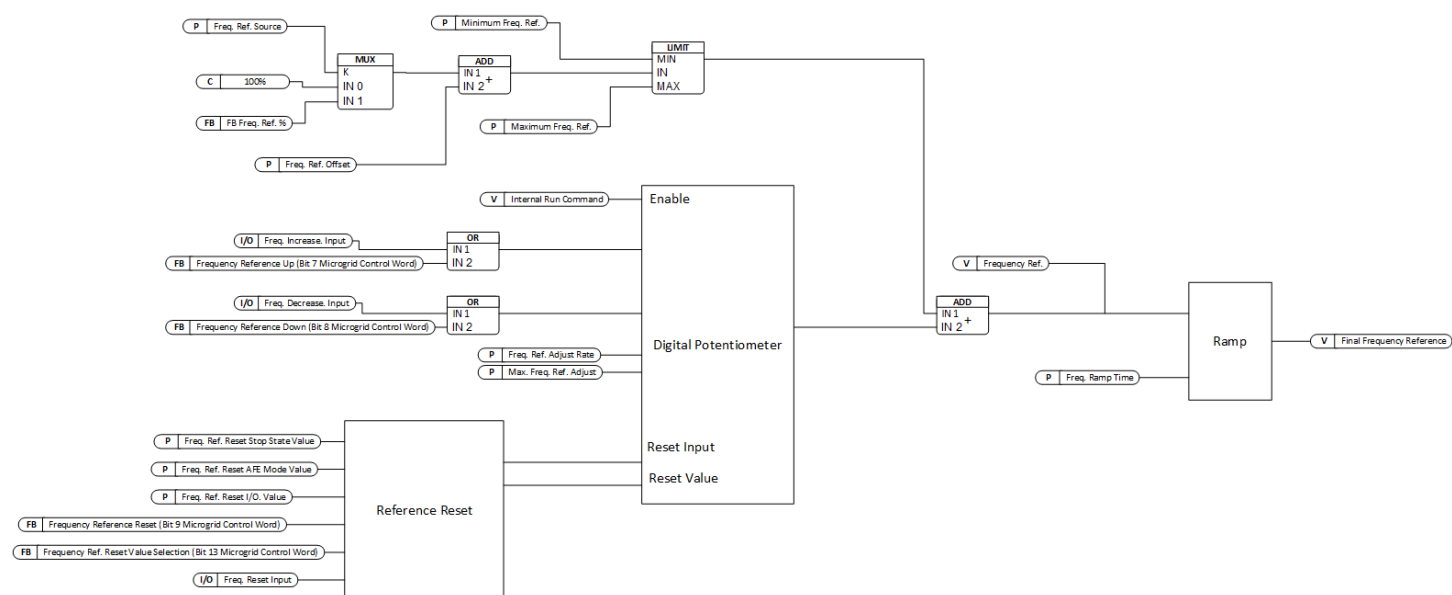 P Freq. Ref. Source
P Minimum Freq. Ref.
MUX
K
IN 0
IN 1
ADD
IN 1
IN 2 +
LIMIT
MIN
IN
MAX
C 100%
FB FB Freq. Ref. %
P Maximum Freq. Ref.
P Freq. Ref. Offset
V Internal Run Command
Enable
I/O Freq. Increase. Input
FB Frequency Reference Up (Bit 7 Microgrid Control Word)
OR
IN 1
IN 2
I/O Freq. Decrease. Input
FB Frequency Reference Down (Bit 8 Microgrid Control Word)
OR
IN 1
IN 2
P Freq. Ref. Adjust Rate
P Max. Freq. Ref. Adjust
Digital Potentiometer
Reset Input
Reset Value
V Frequency Ref.
ADD
IN 1
IN 2 +
Ramp
V Final Frequency Reference
P Freq. Ramp Time
P Freq. Ref. Reset Stop State Value
P Freq. Ref. Reset AFE Mode Value
P Freq. Ref. Reset I/O. Value
FB Frequency Reference Reset (Bit 9 Microgrid Control Word)
FB Frequency Ref. Reset Value Selection (Bit 13 Microgrid Control Word)
I/O Freq. Reset Input
Reference Reset